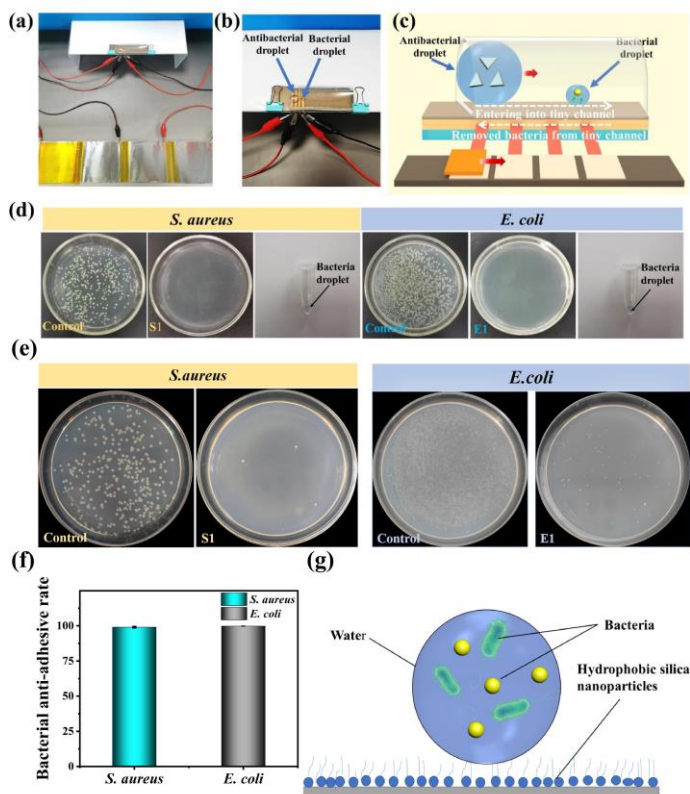 (a)
(b)
Antibacterial
droplet
Bacterial
droplet
(c)
Antibacterial
droplet
Bacterial
droplet
Entering into tiny channel
Removed bacteria from tiny channel
(d)
S. aureus
E. coli
Control
S1
Bacteria
droplet
Control
E1
Bacteria
droplet
(e)
S.aureus
E.coli
Control
S1
Control
E1
(f)
Bacterial anti-adhesive rate
100
75
50
25
0
S. aureus
E. coli
S. aureus
E. coli
(g)
Water
Bacteria
Hydrophobic silica
nanoparticles